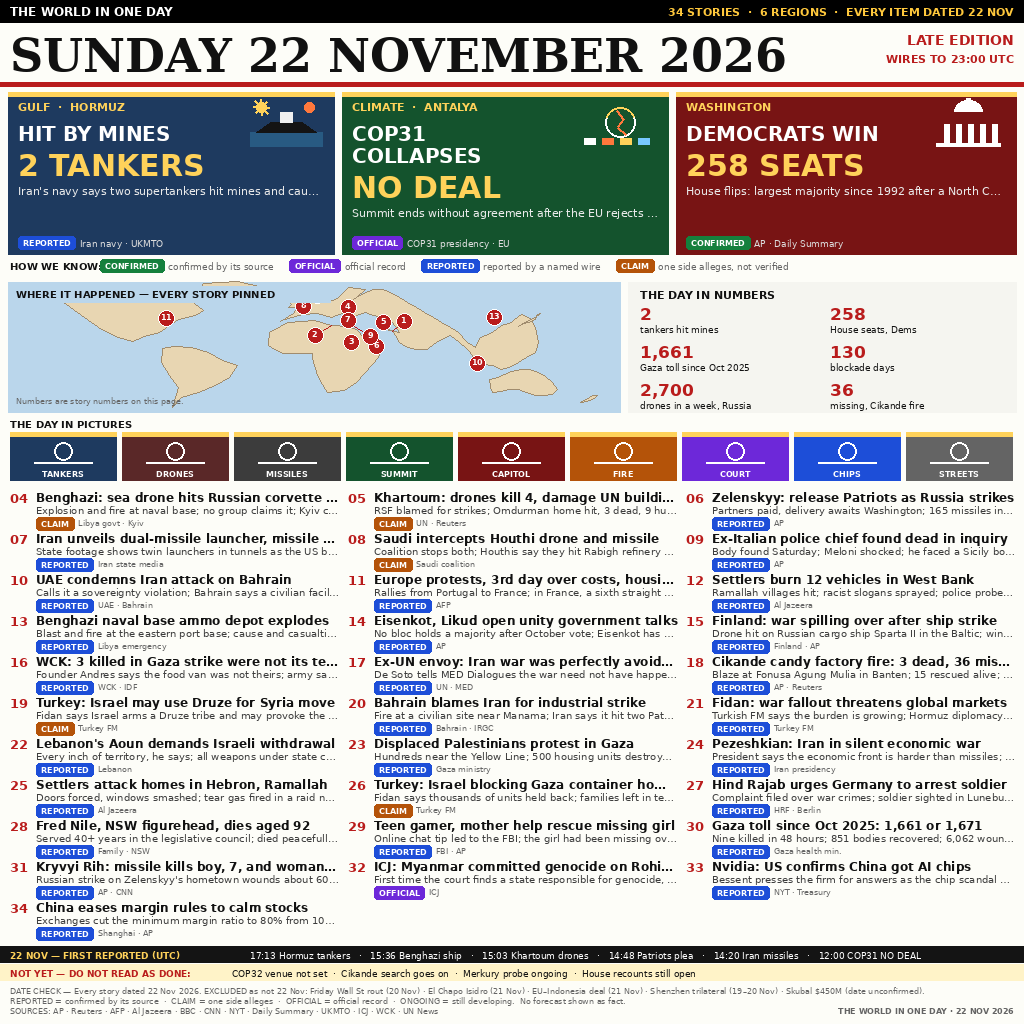 THE WORLD IN ONE DAY
34 STORIES · 6 REGIONS · EVERY ITEM DATED 22 NOV
SUNDAY 22 NOVEMBER 2026
LATE EDITION
WIRES TO 23:00 UTC
GULF · HORMUZ
HIT BY MINES
2 TANKERS
Iran's navy says two supertankers hit mines and cau...
REPORTED Iran navy · UKMTO
CLIMATE · ANTALYA
COP31
COLLAPSES
NO DEAL
Summit ends without agreement after the EU rejects ...
OFFICIAL COP31 presidency · EU
WASHINGTON
DEMOCRATS WIN
258 SEATS
House flips: largest majority since 1992 after a North C...
CONFIRMED AP · Daily Summary
HOW WE KNOW: CONFIRMED confirmed by its source OFFICIAL official record REPORTED reported by a named wire CLAIM one side alleges, not verified
WHERE IT HAPPENED — EVERY STORY PINNED
11
8
4
7
2
3
5
1
9
6
13
10
Numbers are story numbers on this page.
THE DAY IN NUMBERS
2
tankers hit mines
258
House seats, Dems
1,661
Gaza toll since Oct 2025
130
blockade days
2,700
drones in a week, Russia
36
missing, Cikande fire
THE DAY IN PICTURES
TANKERS
DRONES
MISSILES
SUMMIT
CAPITOL
FIRE
COURT
CHIPS
STREETS
04 Benghazi: sea drone hits Russian corvette ...
Explosion and fire at naval base; no group claims it; Kyiv c...
CLAIM Libya govt · Kyiv
05 Khartoum: drones kill 4, damage UN buildi...
RSF blamed for strikes; Omdurman home hit, 3 dead, 9 hu...
CLAIM UN · Reuters
06 Zelenskyy: release Patriots as Russia strikes
Partners paid, delivery awaits Washington; 165 missiles in...
REPORTED AP
07 Iran unveils dual-missile launcher, missile ...
State footage shows twin launchers in tunnels as the US b...
REPORTED Iran state media
08 Saudi intercepts Houthi drone and missile
Coalition stops both; Houthis say they hit Rabigh refinery ...
CLAIM Saudi coalition
09 Ex-Italian police chief found dead in inquiry
Body found Saturday; Meloni shocked; he faced a Sicily bo...
REPORTED AP
10 UAE condemns Iran attack on Bahrain
Calls it a sovereignty violation; Bahrain says a civilian facil...
REPORTED UAE · Bahrain
11 Europe protests, 3rd day over costs, housi...
Rallies from Portugal to France; in France, a sixth straight ...
REPORTED AFP
12 Settlers burn 12 vehicles in West Bank
Ramallah villages hit; racist slogans sprayed; police probe...
REPORTED Al Jazeera
13 Benghazi naval base ammo depot explodes
Blast and fire at the eastern port base; cause and casualti...
REPORTED Libya emergency
14 Eisenkot, Likud open unity government talks
No bloc holds a majority after October vote; Eisenkot has ...
REPORTED AP
15 Finland: war spilling over after ship strike
Drone hit on Russian cargo ship Sparta II in the Baltic; win...
REPORTED Finland · AP
16 WCK: 3 killed in Gaza strike were not its te...
Founder Andres says the food van was not theirs; army sa...
REPORTED WCK · IDF
17 Ex-UN envoy: Iran war was perfectly avoid...
De Soto tells MED Dialogues the war need not have happe...
REPORTED UN · MED
18 Cikande candy factory fire: 3 dead, 36 mis...
Blaze at Fonusa Agung Mulia in Banten; 15 rescued alive; ...
REPORTED AP · Reuters
19 Turkey: Israel may use Druze for Syria move
Fidan says Israel arms a Druze tribe and may provoke the ...
CLAIM Turkey FM
20 Bahrain blames Iran for industrial strike
Fire at a civilian site near Manama; Iran says it hit two Pat...
REPORTED Bahrain · IRGC
21 Fidan: war fallout threatens global markets
Turkish FM says the burden is growing; Hormuz diplomacy...
REPORTED Turkey FM
22 Lebanon's Aoun demands Israeli withdrawal
Every inch of territory, he says; all weapons under state c...
REPORTED Lebanon
23 Displaced Palestinians protest in Gaza
Hundreds near the Yellow Line; 500 housing units destroy...
REPORTED Gaza ministry
24 Pezeshkian: Iran in silent economic war
President says the economic front is harder than missiles; ...
REPORTED Iran presidency
25 Settlers attack homes in Hebron, Ramallah
Doors forced, windows smashed; tear gas fired in a raid n...
REPORTED Al Jazeera
26 Turkey: Israel blocking Gaza container ho...
Fidan says thousands of units held back; families left in te...
CLAIM Turkey FM
27 Hind Rajab urges Germany to arrest soldier
Complaint filed over war crimes; soldier sighted in Lunebu...
REPORTED HRF · Berlin
28 Fred Nile, NSW figurehead, dies aged 92
Served 40+ years in the legislative council; died peacefull...
REPORTED Family · NSW
29 Teen gamer, mother help rescue missing girl
Online chat tip led to the FBI; the girl had been missing ov...
REPORTED FBI · AP
30 Gaza toll since Oct 2025: 1,661 or 1,671
Nine killed in 48 hours; 851 bodies recovered; 6,062 woun...
REPORTED Gaza health min.
31 Kryvyi Rih: missile kills boy, 7, and woman...
Russian strike on Zelensky's hometown wounds about 60...
REPORTED AP · CNN
32 ICJ: Myanmar committed genocide on Rohi...
First time the court finds a state responsible for genocide, ...
OFFICIAL ICJ
33 Nvidia: US confirms China got AI chips
Bessent presses the firm for answers as the chip scandal ...
REPORTED NYT · Treasury
34 China eases margin rules to calm stocks
Exchanges cut the minimum margin ratio to 80% from 10...
REPORTED Shanghai · AP
22 NOV — FIRST REPORTED (UTC) 17:13 Hormuz tankers · 15:36 Benghazi ship · 15:03 Khartoum drones · 14:48 Patriots plea · 14:20 Iran missiles · 12:00 COP31 NO DEAL
NOT YET — DO NOT READ AS DONE: COP32 venue not set · Cikande search goes on · Merkury probe ongoing · House recounts still open
DATE CHECK — Every story dated 22 Nov 2026. EXCLUDED as not 22 Nov: Friday Wall St rout (20 Nov) · El Chapo Isidro (21 Nov) · EU–Indonesia deal (21 Nov) · Shenzhen trilateral (19–20 Nov) · Skubal $450M (date unconfirmed).
REPORTED = confirmed by its source · CLAIM = one side alleges · OFFICIAL = official record · ONGOING = still developing. No forecast shown as fact.
SOURCES: AP · Reuters · AFP · Al Jazeera · BBC · CNN · NYT · Daily Summary · UKMTO · ICJ · WCK · UN News
THE WORLD IN ONE DAY · 22 NOV 2026